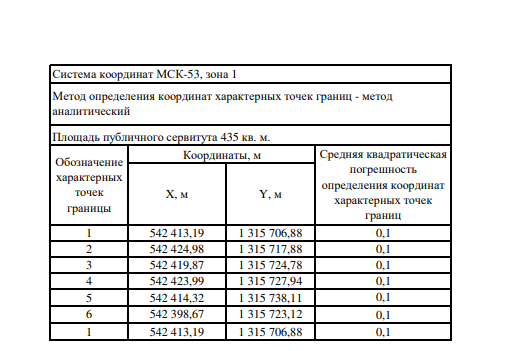 Система координат МСК-53, зона 1
Метод определения координат характерных точек границ - метод
аналитический
Площадь публичного сервитута 435 кв. м.
Обозначение
характерных
точек
границы
Координаты, м
X, м
Y, м
Средняя квадратическая
погрешность
определения координат
характерных точек
границ
1 542 413,19 1 315 706,88 0,1
2 542 424,98 1 315 717,88 0,1
3 542 419,87 1 315 724,78 0,1
4 542 423,99 1 315 727,94 0,1
5 542 414,32 1 315 738,11 0,1
6 542 398,67 1 315 723,12 0,1
1 542 413,19 1 315 706,88 0,1